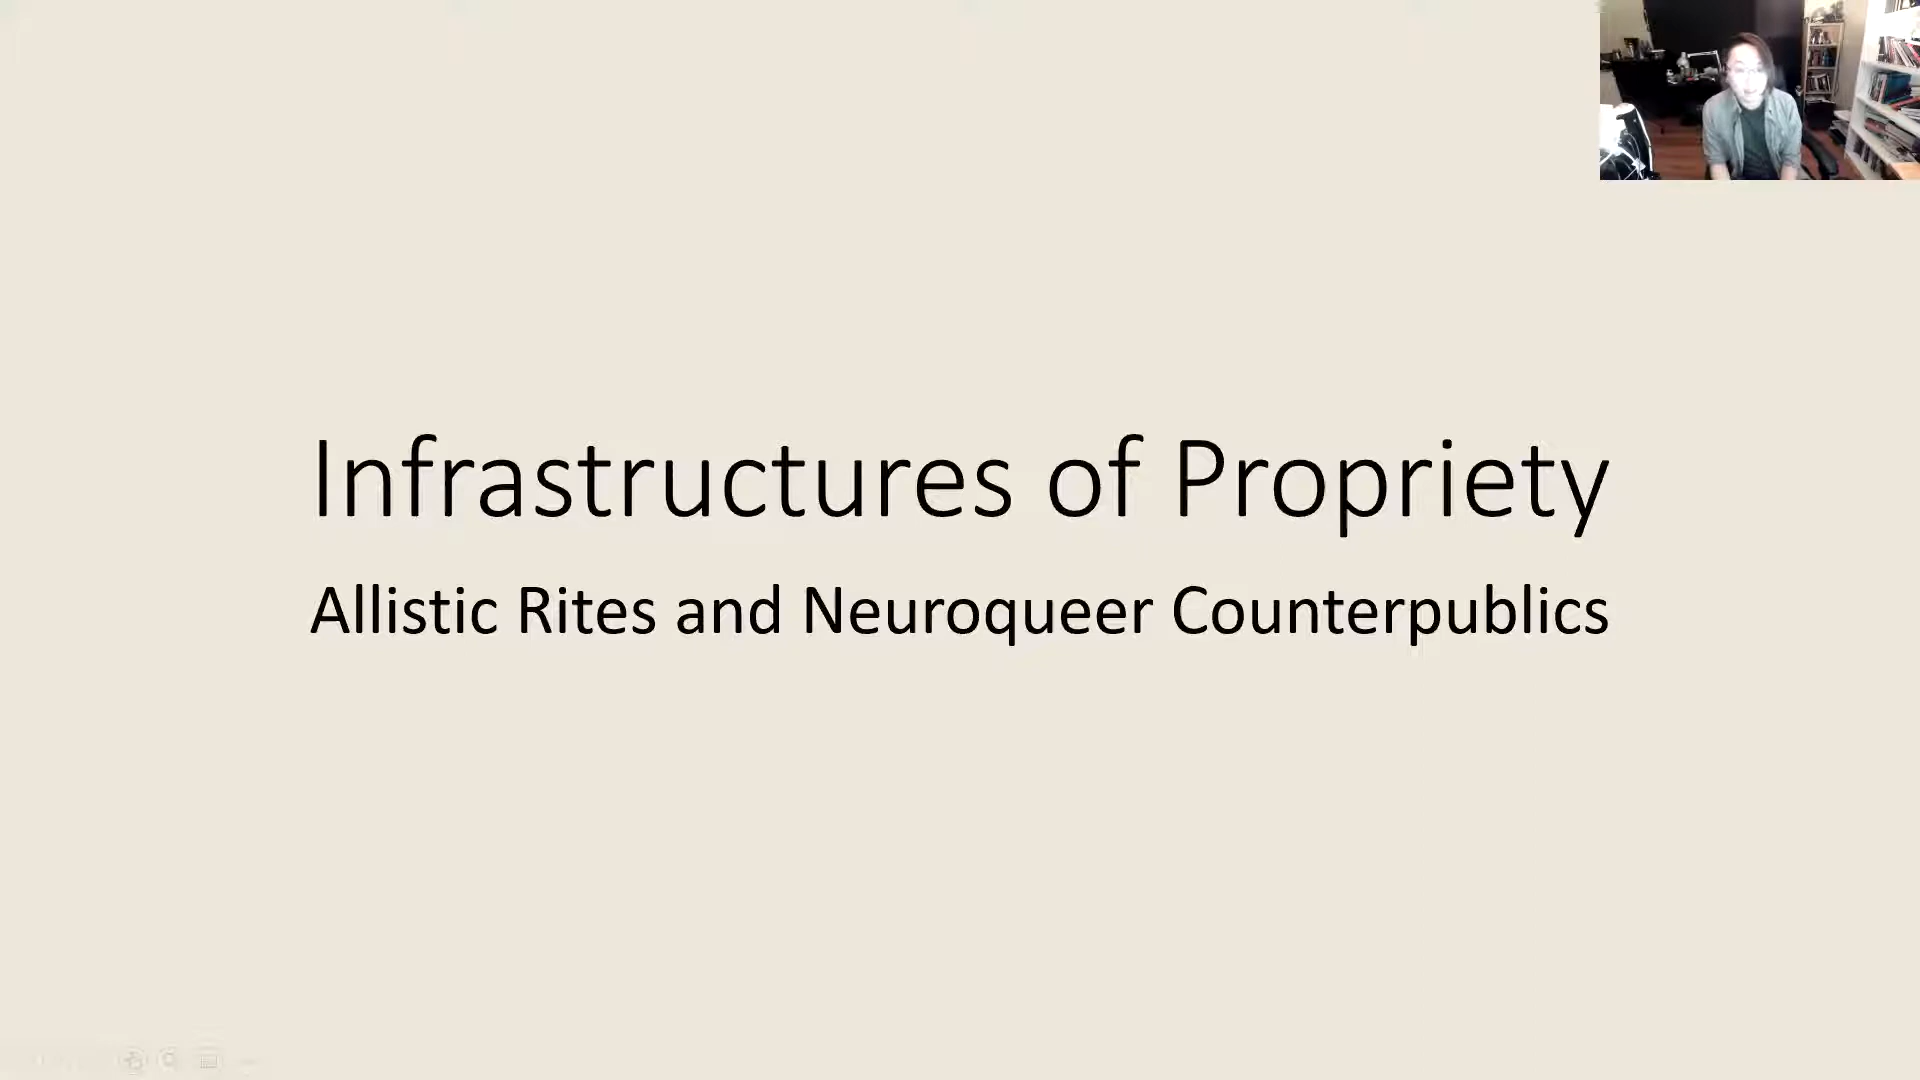 Infrastructures of Propriety
Allistic Rites and Neuroqueer Counterpublics